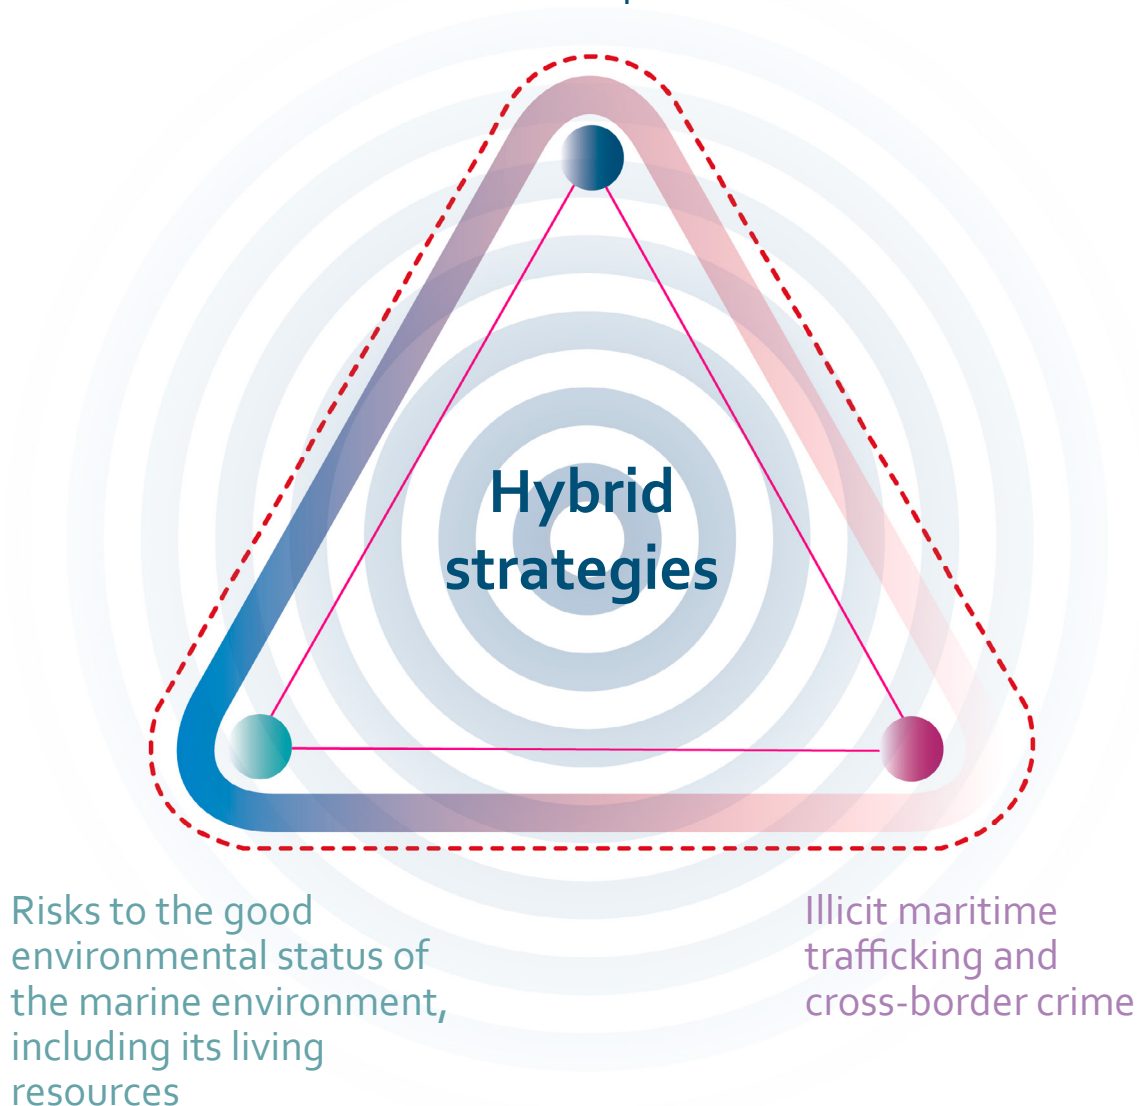 Hybrid
strategies
Risks to the good
environmental status of
the marine environment,
including its living
resources
Illicit maritime
trafficking and
cross-border crime